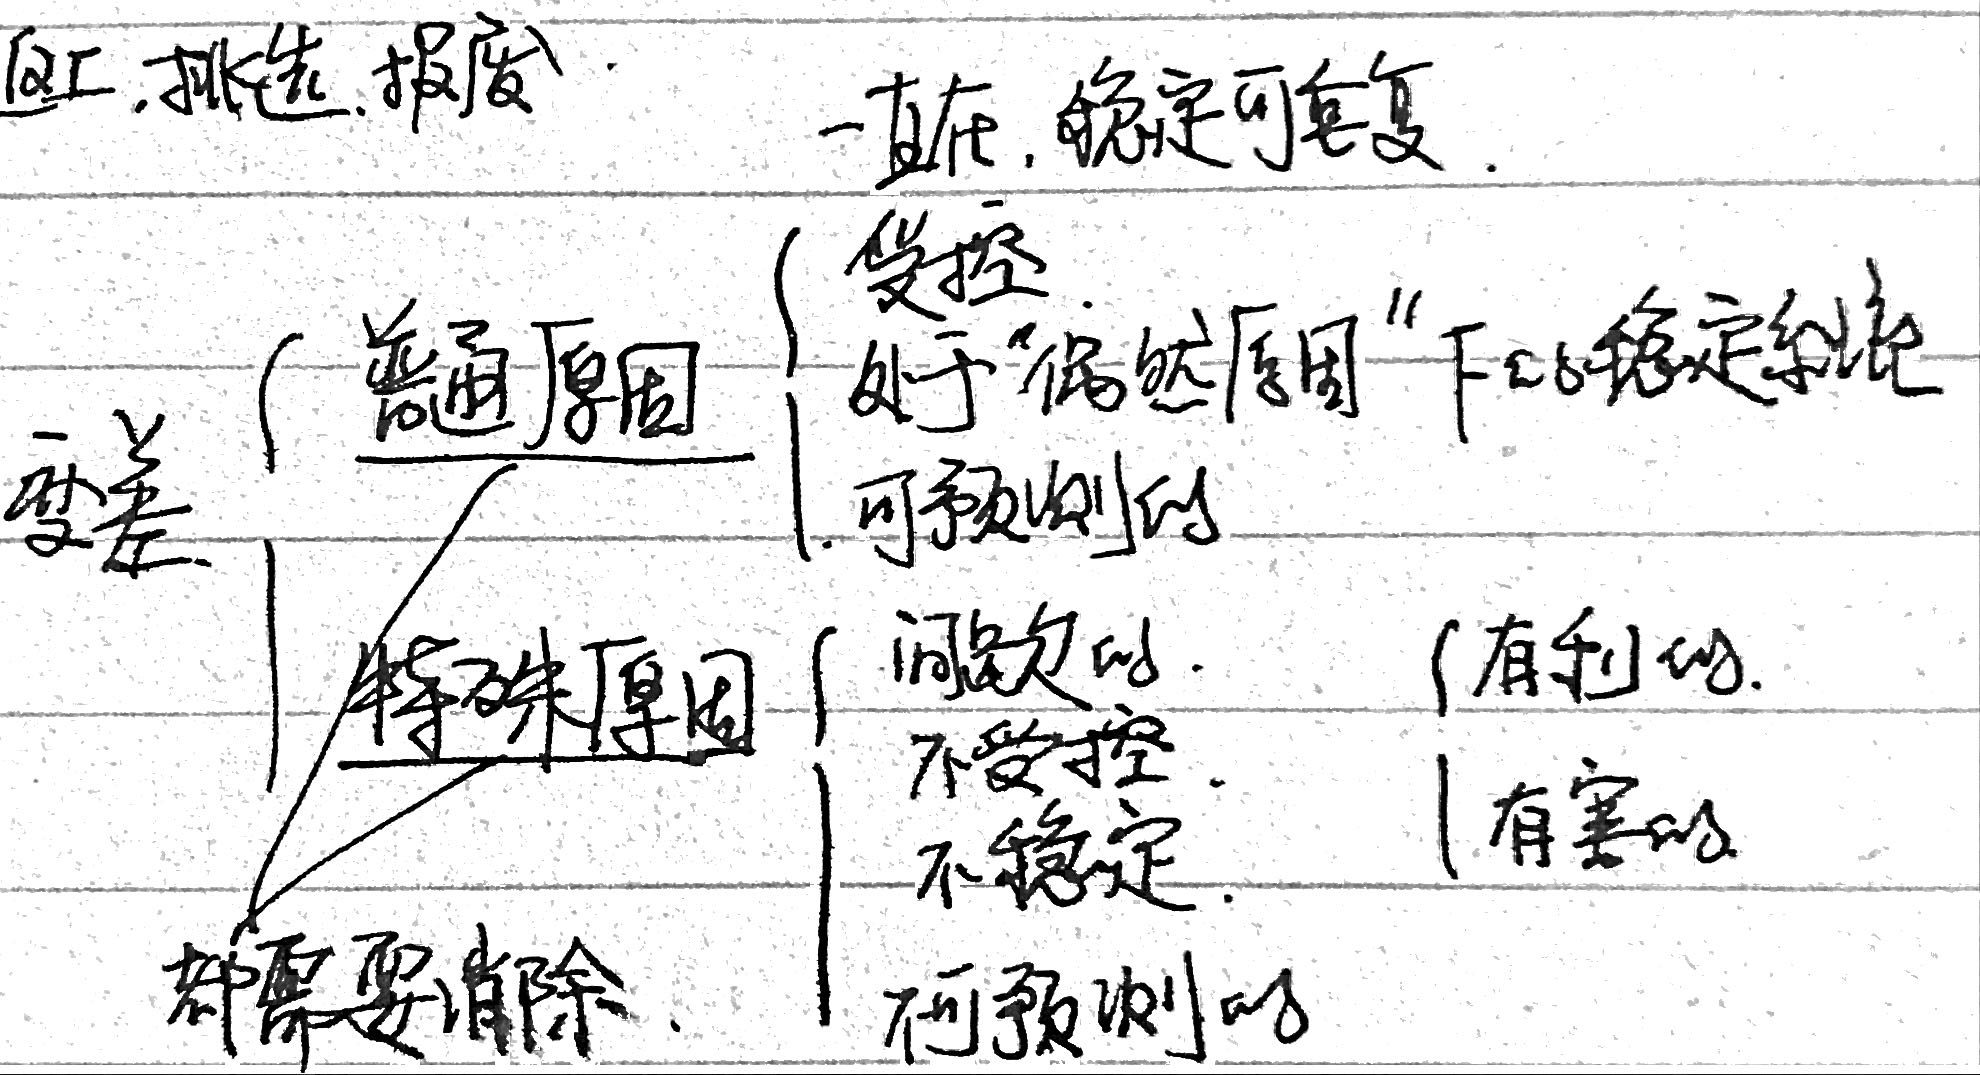 返工.挑选.报废.
一直在.稳定可重复.
受控.
普通原因 处于“偶然原因”下的稳定系统
变差 可预测的
间歇的. 有利的.
特殊原因 不受控.
不稳定. 有害的.
都需要消除. 不可预测的